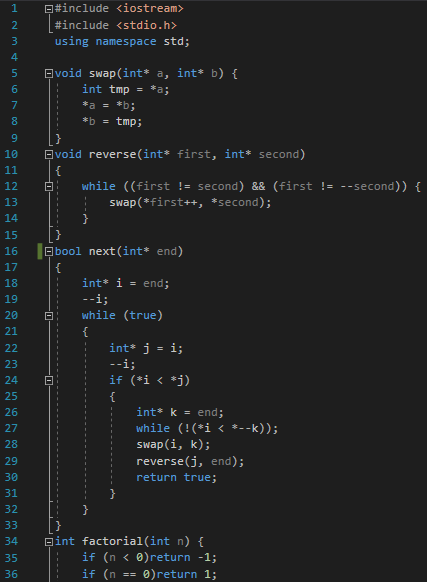 1 #include <iostream>
2 #include <stdio.h>
3 using namespace std;
4
5 void swap(int* a, int* b) {
6     int tmp = *a;
7     *a = *b;
8     *b = tmp;
9 }
10 void reverse(int* first, int* second)
11 {
12     while ((first != second) && (first != --second)) {
13         swap(*first++, *second);
14     }
15 }
16 bool next(int* end)
17 {
18     int* i = end;
19     --i;
20     while (true)
21     {
22         int* j = i;
23         --i;
24         if (*i < *j)
25         {
26             int* k = end;
27             while (!(*i < *--k));
28             swap(i, k);
29             reverse(j, end);
30             return true;
31         }
32     }
33 }
34 int factorial(int n) {
35     if (n < 0)return -1;
36     if (n == 0)return 1;